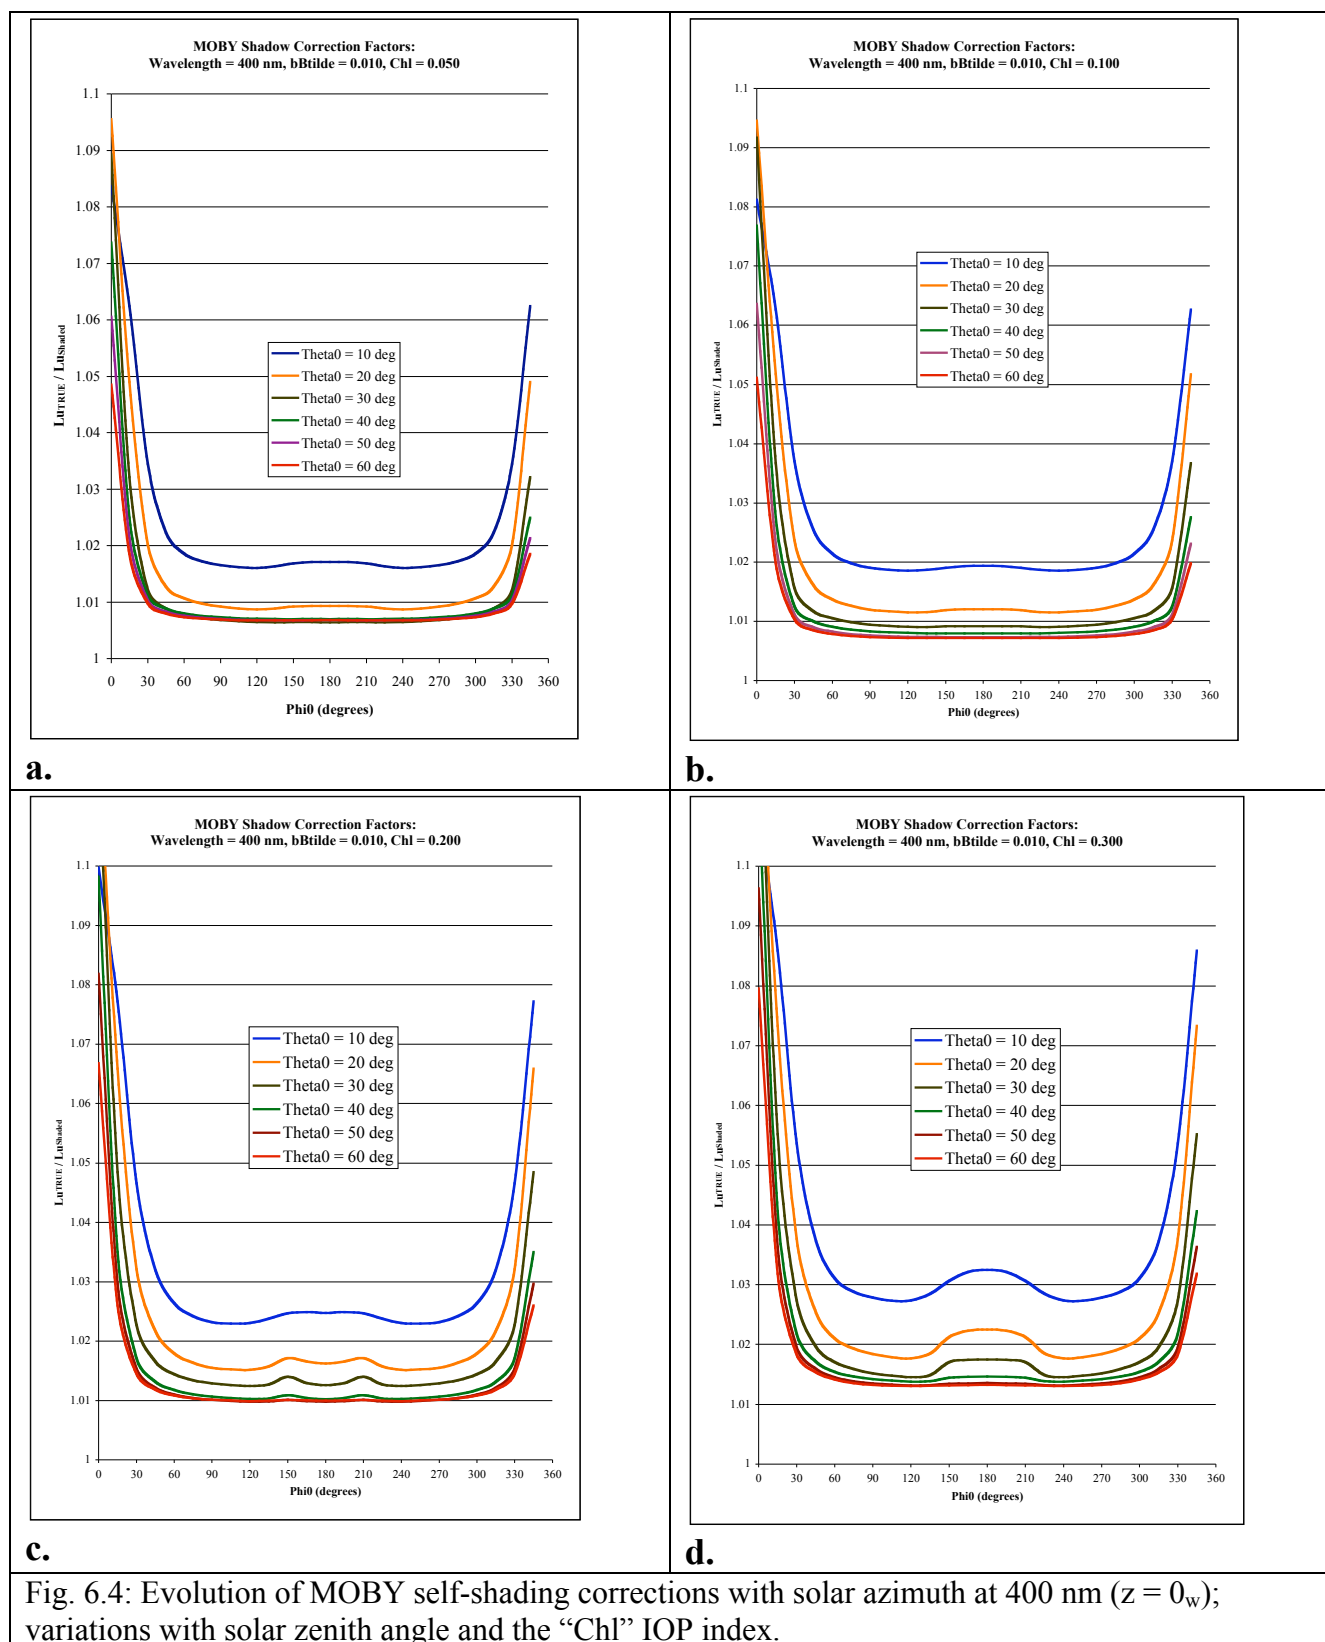 MOBY Shadow Correction Factors:
Wavelength = 400 nm, bBtilde = 0.010, Chl = 0.050
1.1
1.09
1.08
1.07
1.06
1.05
1.04
1.03
1.02
1.01
1
LuTRUE / LuShaded
Theta0 = 10 deg
Theta0 = 20 deg
Theta0 = 30 deg
Theta0 = 40 deg
Theta0 = 50 deg
Theta0 = 60 deg
0 30 60 90 120 150 180 210 240 270 300 330 360
Phi0 (degrees)
a.
MOBY Shadow Correction Factors:
Wavelength = 400 nm, bBtilde = 0.010, Chl = 0.100
1.1
1.09
1.08
1.07
1.06
1.05
1.04
1.03
1.02
1.01
1
LuTRUE / LuShaded
Theta0 = 10 deg
Theta0 = 20 deg
Theta0 = 30 deg
Theta0 = 40 deg
Theta0 = 50 deg
Theta0 = 60 deg
0 30 60 90 120 150 180 210 240 270 300 330 360
Phi0 (degrees)
b.
MOBY Shadow Correction Factors:
Wavelength = 400 nm, bBtilde = 0.010, Chl = 0.200
1.1
1.09
1.08
1.07
1.06
1.05
1.04
1.03
1.02
1.01
1
LuTRUE / LuShaded
Theta0 = 10 deg
Theta0 = 20 deg
Theta0 = 30 deg
Theta0 = 40 deg
Theta0 = 50 deg
Theta0 = 60 deg
0 30 60 90 120 150 180 210 240 270 300 330 360
Phi0 (degrees)
c.
MOBY Shadow Correction Factors:
Wavelength = 400 nm, bBtilde = 0.010, Chl = 0.300
1.1
1.09
1.08
1.07
1.06
1.05
1.04
1.03
1.02
1.01
1
LuTRUE / LuShaded
Theta0 = 10 deg
Theta0 = 20 deg
Theta0 = 30 deg
Theta0 = 40 deg
Theta0 = 50 deg
Theta0 = 60 deg
0 30 60 90 120 150 180 210 240 270 300 330 360
Phi0 (degrees)
d.
Fig. 6.4: Evolution of MOBY self-shading corrections with solar azimuth at 400 nm (z = 0w);
variations with solar zenith angle and the “Chl” IOP index.